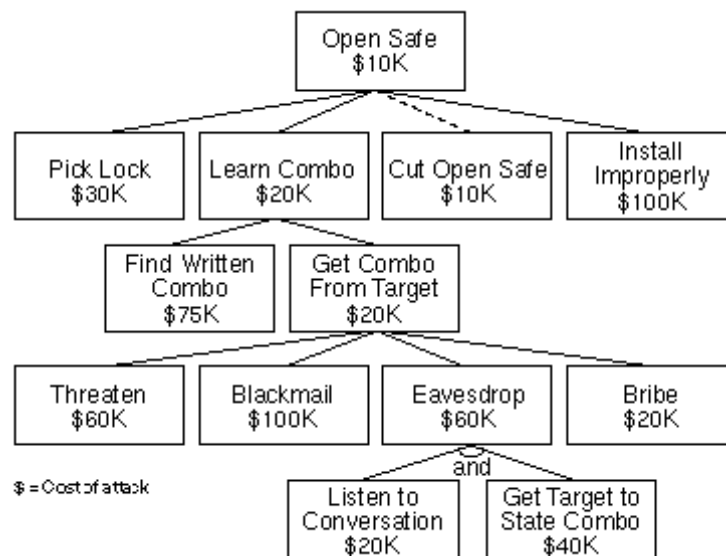 Open Safe
$10K
Pick Lock
$30K
Learn Combo
$20K
Cut Open Safe
$10K
Install
Improperly
$100K
Find Written
Combo
$75K
Get Combo
From Target
$20K
Threaten
$60K
Blackmail
$100K
Eavesdrop
$60K
Bribe
$20K
and
$ = Cost of attack
Listen to
Conversation
$20K
Get Target to
State Combo
$40K